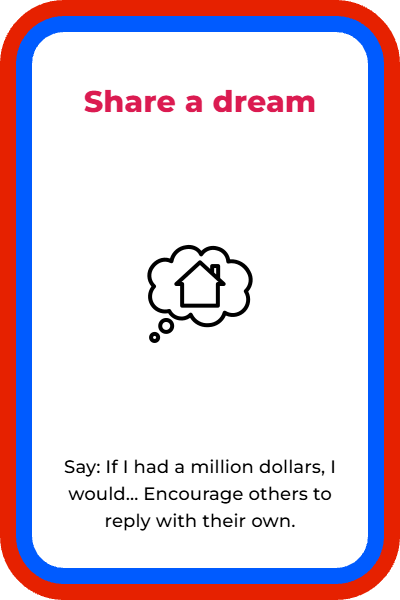 Share a dream
Say: If I had a million dollars, I
would... Encourage others to
reply with their own.